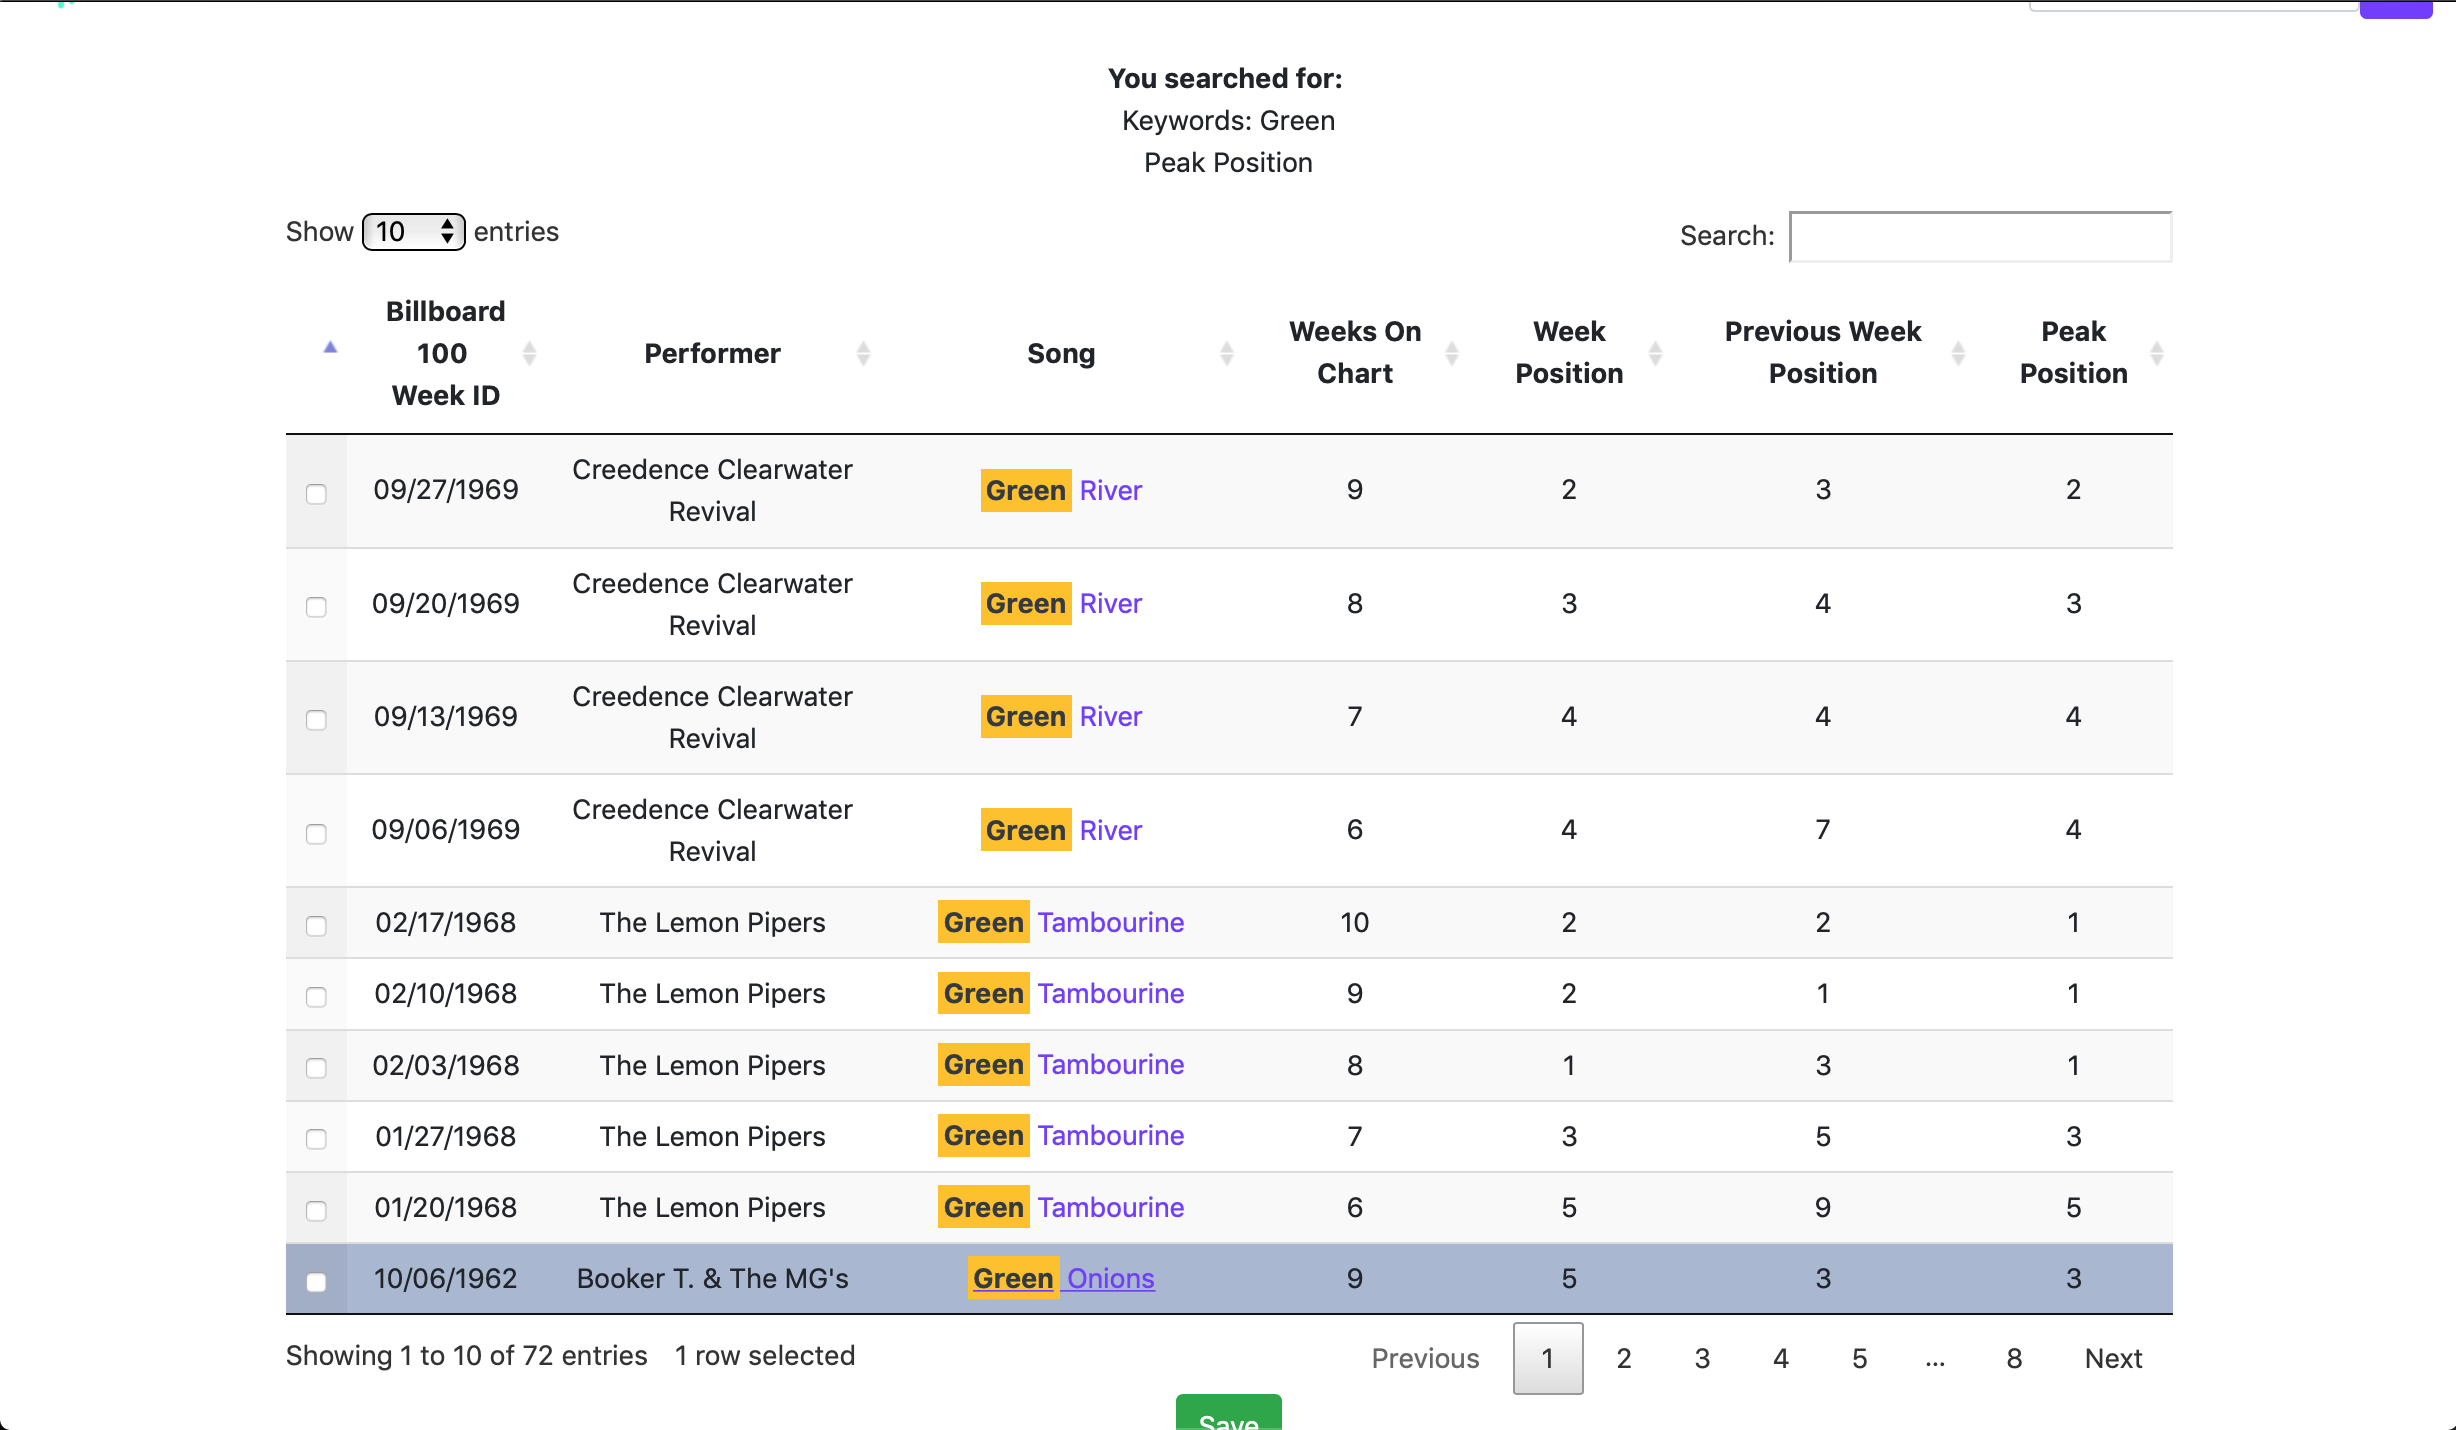 You searched for:
Keywords: Green
Peak Position
Show 10 entries
Search:
Billboard 100 Week ID Performer Song Weeks On Chart Week Position Previous Week Position Peak Position
09/27/1969 Creedence Clearwater Revival Green River 9 2 3 2
09/20/1969 Creedence Clearwater Revival Green River 8 3 4 3
09/13/1969 Creedence Clearwater Revival Green River 7 4 4 4
09/06/1969 Creedence Clearwater Revival Green River 6 4 7 4
02/17/1968 The Lemon Pipers Green Tambourine 10 2 2 1
02/10/1968 The Lemon Pipers Green Tambourine 9 2 1 1
02/03/1968 The Lemon Pipers Green Tambourine 8 1 3 1
01/27/1968 The Lemon Pipers Green Tambourine 7 3 5 3
01/20/1968 The Lemon Pipers Green Tambourine 6 5 9 5
10/06/1962 Booker T. & The MG's Green Onions 9 5 3 3
Showing 1 to 10 of 72 entries 1 row selected
Previous 1 2 3 4 5 ... 8 Next
Save